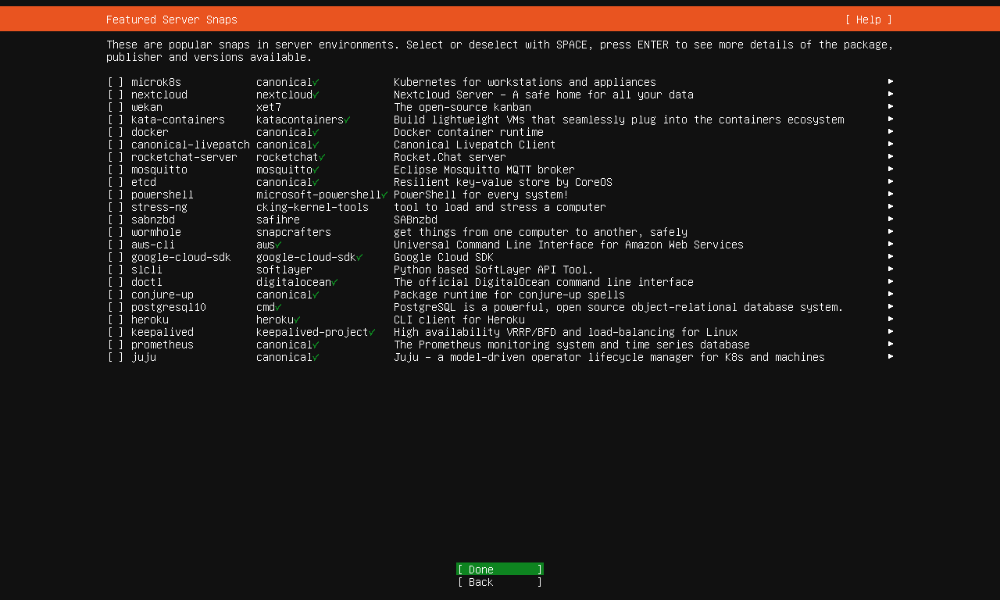 Featured Server Snaps [ Help ]
These are popular snaps in server environments. Select or deselect with SPACE, press ENTER to see more details of the package,
publisher and versions available.
[ ] microk8s canonical✓ Kubernetes for workstations and appliances ▸
[ ] nextcloud nextcloud✓ Nextcloud Server - A safe home for all your data ▸
[ ] wekan xet7 The open-source kanban ▸
[ ] kata-containers katacontainers✓ Build lightweight VMs that seamlessly plug into the containers ecosystem ▸
[ ] docker canonical✓ Docker container runtime ▸
[ ] canonical-livepatch canonical✓ Canonical Livepatch Client ▸
[ ] rocketchat-server rocketchat✓ Rocket.Chat server ▸
[ ] mosquitto mosquitto✓ Eclipse Mosquitto MQTT broker ▸
[ ] etcd canonical✓ Resilient key-value store by CoreOS ▸
[ ] powershell microsoft-powershell✓ PowerShell for every system! ▸
[ ] stress-ng cking-kernel-tools tool to load and stress a computer ▸
[ ] sabnzbd safihre SABnzbd ▸
[ ] wormhole snapcrafters get things from one computer to another, safely ▸
[ ] aws-cli aws✓ Universal Command Line Interface for Amazon Web Services ▸
[ ] google-cloud-sdk google-cloud-sdk✓ Google Cloud SDK ▸
[ ] slcli softlayer Python based SoftLayer API Tool. ▸
[ ] doctl digitalocean✓ The official DigitalOcean command line interface ▸
[ ] conjure-up canonical✓ Package runtime for conjure-up spells ▸
[ ] postgresql10 cmd✓ PostgreSQL is a powerful, open source object-relational database system. ▸
[ ] heroku heroku✓ CLI client for Heroku ▸
[ ] keepalived keepalived-project✓ High availability VRRP/BFD and load-balancing for Linux ▸
[ ] prometheus canonical✓ The Prometheus monitoring system and time series database ▸
[ ] juju canonical✓ Juju - a model-driven operator lifecycle manager for K8s and machines ▸
[ Done ]
[ Back ]